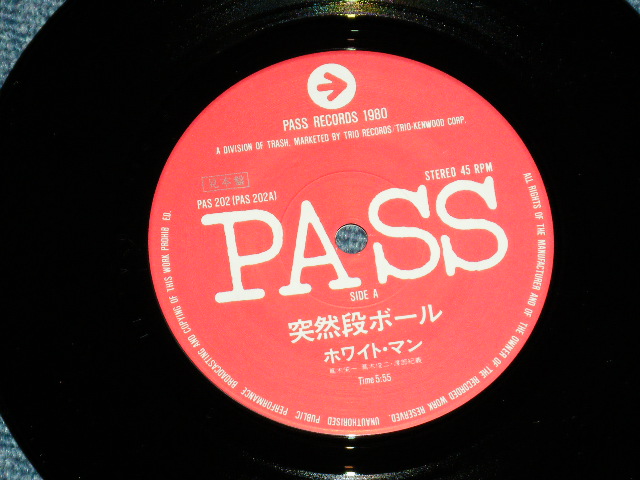 PASS RECORDS 1980
A DIVISION OF TRASH. MARKETED BY TRIO RECORDS/TRIO-KENWOOD CORP.
見本盤
STEREO 45 RPM
PAS 202 (PAS 202A)
PASS
SIDE A
突然段ボール
ホワイト・マン
Time 5:55
ALL RIGHTS OF THE MANUFACTURER AND OF THE OWNER OF THE RECORDED WORK RESERVED. UNAUTHORISED PUBLIC PERFORMANCE BROADCASTING AND COPYING OF THIS WORK PROHIB ED.